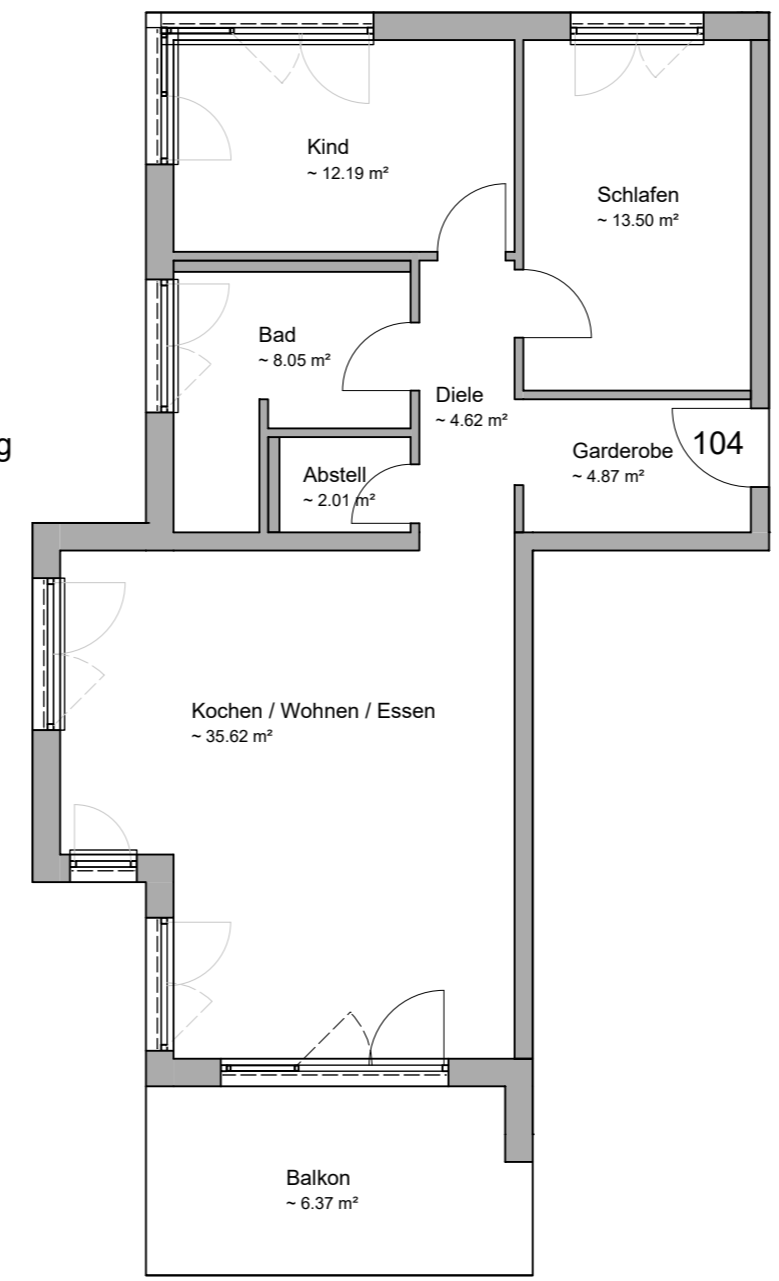 Kind
~ 12.19 m²
Schlafen
~ 13.50 m²
Bad
~ 8.05 m²
Diele
~ 4.62 m²
g
Garderobe
~ 4.87 m²
104
Abstell
~ 2.01 m²
Kochen / Wohnen / Essen
~ 35.62 m²
Balkon
~ 6.37 m²